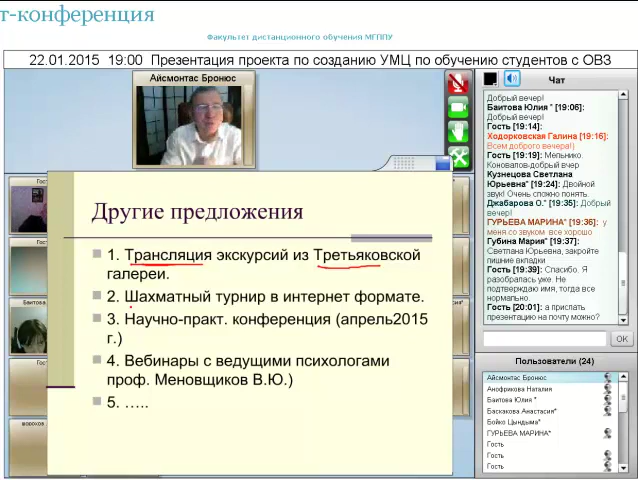 т-конференция
Факультет дистанционного обучения МГППУ
22.01.2015 19:00 Презентация проекта по созданию УМЦ по обучению студентов с ОВЗ
Айсмонтас Бронюс
Другие предложения
1. Трансляция экскурсий из Третьяковской
галереи.
2. Шахматный турнир в интернет формате.
3. Научно-практ. конференция (апрель2015
г.)
4. Вебинары с ведущими психологами
проф. Меновщиков В.Ю.)
5. …..
Гос
Гос
Баитова
Гост
Чат
Добрый вечер!
Баитова Юлия * [19:06]:
Добрый вечер!
Гость [19:14]:
Ходорковская Галина [19:16]:
Всем доброго вечера!)
Гость [19:19]: Мельнико.
Коновалов-добрый вчер
Кузнецова Светлана
Юрьевна* [19:24]: Двойной
звук! Очень сложно понять.
Джабарова О.* [19:35]: Добрый
вечер!
ГУРЬЕВА МАРИНА* [19:36]: у
меня со звуком все хорошо
Губина Мария* [19:37]:
Светлана Юрьевна, закройте
лишние вкладки
Гость [19:39]: Спасибо. Я
разобралась уже. Не
подтверждаю имя, тогда все
нормально.
Гость [20:01]: а прислать
презентацию на почту можно?
OK
Пользователи (24)
Айсмонтас Бронюс
Анофрикова Наталия
Баитова Юлия *
Баскакова Анастасия*
Бойко Цындыма*
ГУРЬЕВА МАРИНА*
Гость
Гость
Гость